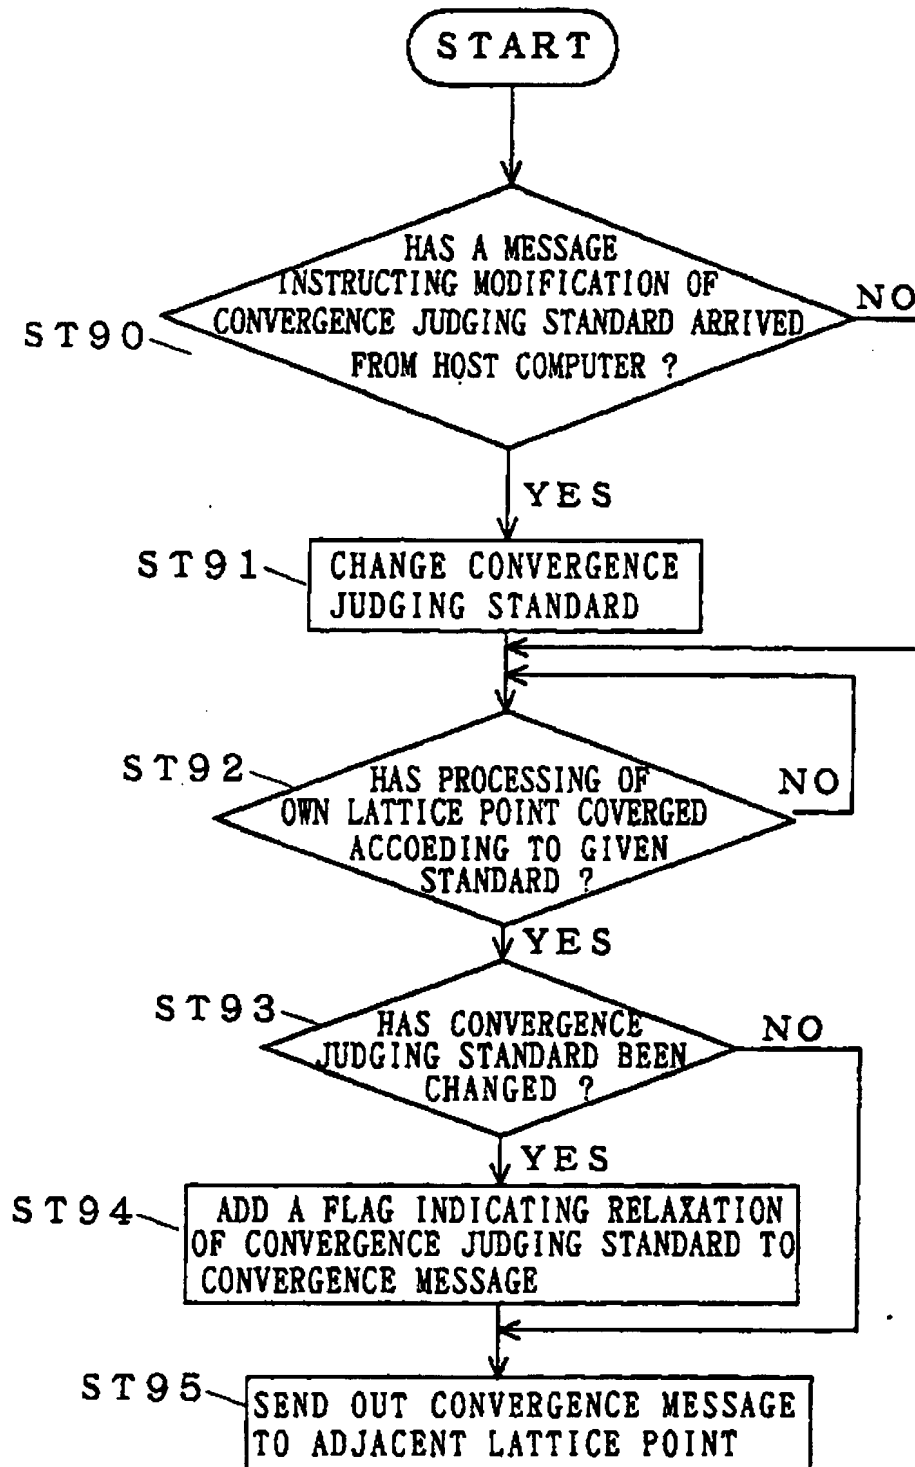 START
HAS A MESSAGE
INSTRUCTING MODIFICATION OF
CONVERGENCE JUDGING STANDARD ARRIVED
FROM HOST COMPUTER ?
NO
ST90
YES
ST91
CHANGE CONVERGENCE
JUDGING STANDARD
ST92
HAS PROCESSING OF
OWN LATTICE POINT COVERGED
ACCOEDING TO GIVEN
STANDARD ?
NO
YES
ST93
HAS CONVERGENCE
JUDGING STANDARD BEEN
CHANGED ?
NO
YES
ST94
ADD A FLAG INDICATING RELAXATION
OF CONVERGENCE JUDGING STANDARD TO
CONVERGENCE MESSAGE
ST95
SEND OUT CONVERGENCE MESSAGE
TO ADJACENT LATTICE POINT